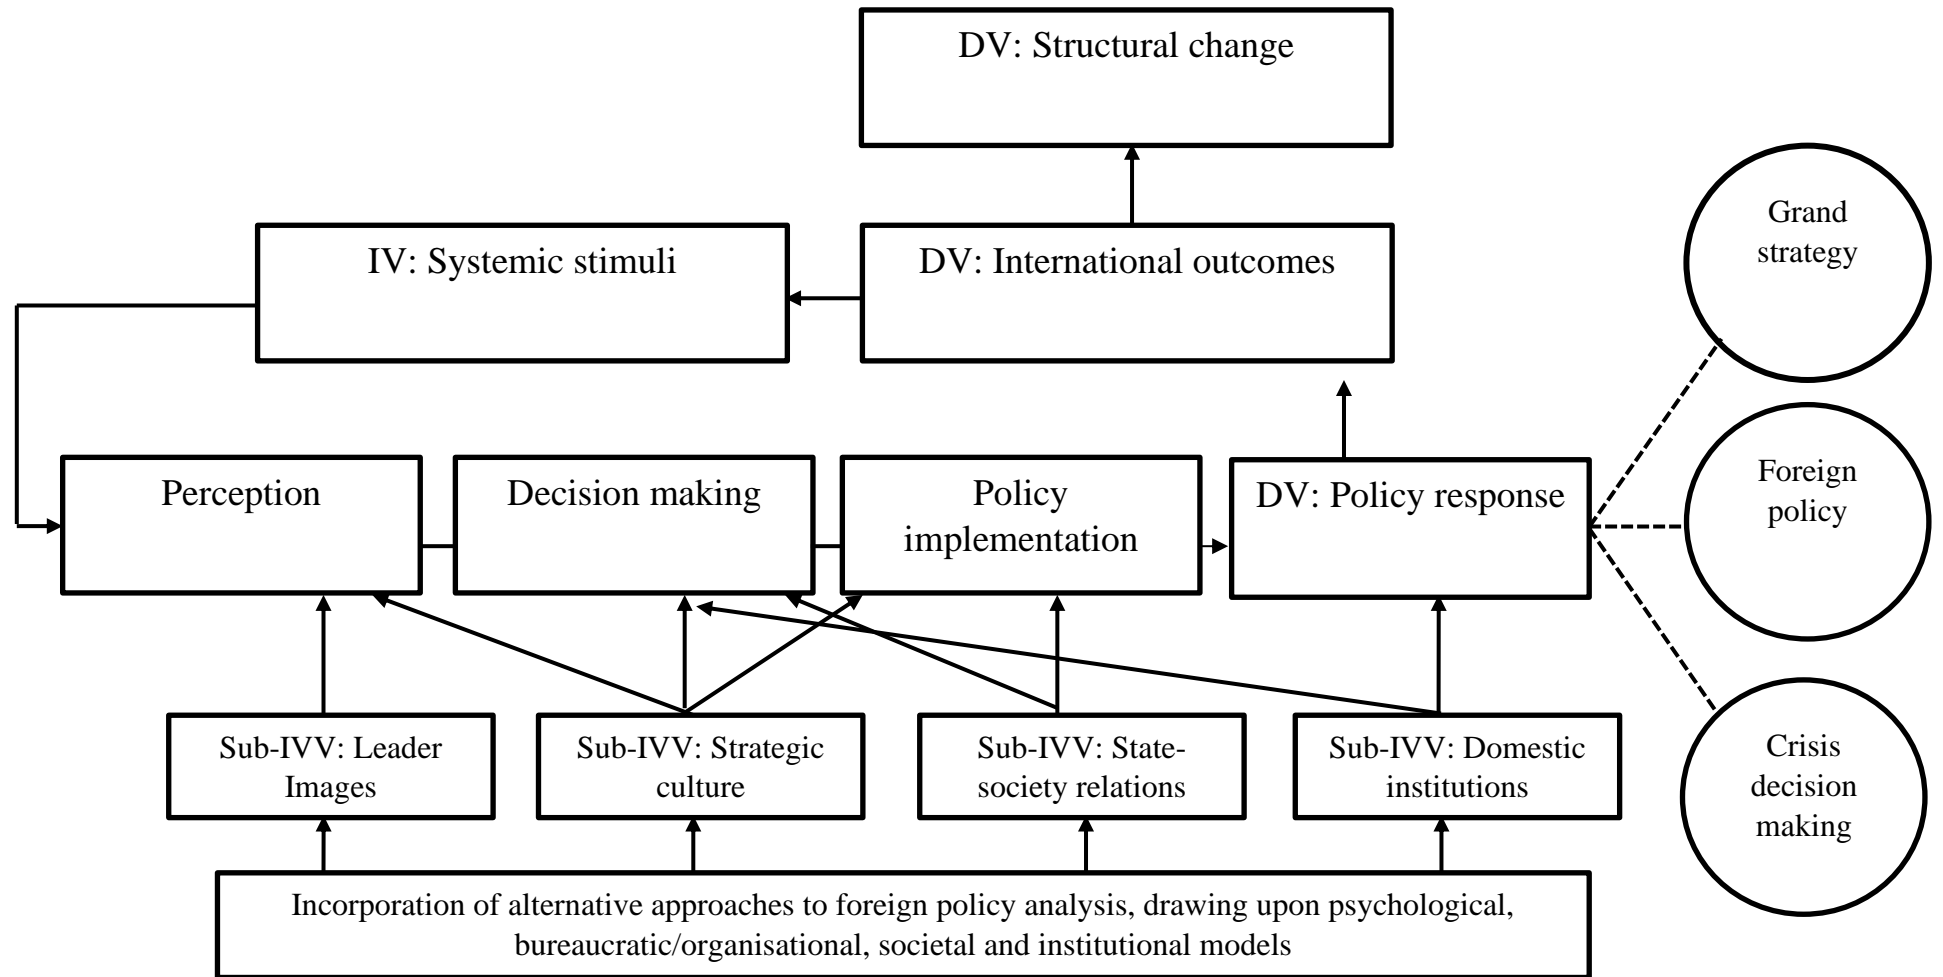 DV: Structural change
IV: Systemic stimuli
DV: International outcomes
Grand
strategy
Perception
Decision making
Policy
implementation
DV: Policy response
Foreign
policy
Sub-IVV: Leader
Images
Sub-IVV: Strategic
culture
Sub-IVV: State-
society relations
Sub-IVV: Domestic
institutions
Crisis
decision
making
Incorporation of alternative approaches to foreign policy analysis, drawing upon psychological,
bureaucratic/organisational, societal and institutional models